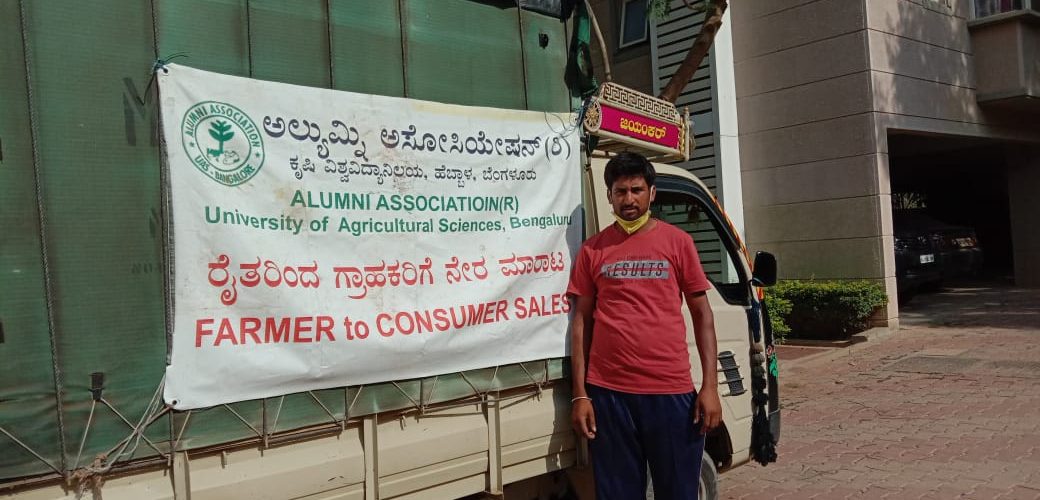 ALUMNI ASSOCIATION
UAS - BANGALORE
ಅಲ್ಯುಮ್ನಿ ಅಸೋಸಿಯೇಷನ್ (ರಿ)
ಕೃಷಿ ವಿಶ್ವವಿದ್ಯಾನಿಲಯ, ಹೆಬ್ಬಾಳ, ಬೆಂಗಳೂರು
ALUMNI ASSOCIATIOIN(R)
University of Agricultural Sciences, Bengaluru
ರೈತರಿಂದ ಗ್ರಾಹಕರಿಗೆ ನೇರ ಮಾರಾಟ
FARMER to CONSUMER SALES
ಜಯಂಕರ್
RESULTS